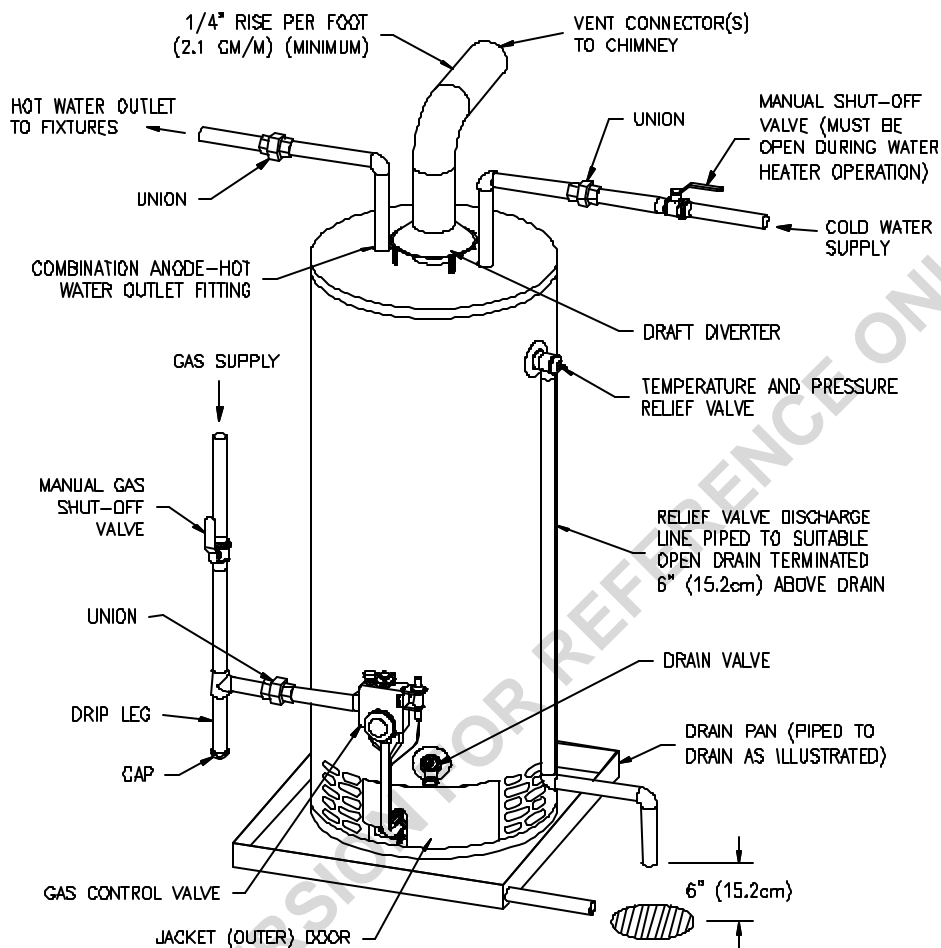 1/4" RISE PER FOOT
(2.1 CM/M) (MINIMUM)
VENT CONNECTOR(S)
TO CHIMNEY
HOT WATER OUTLET
TO FIXTURES
UNION
MANUAL SHUT-OFF
VALVE (MUST BE
OPEN DURING WATER
HEATER OPERATION)
UNION
COLD WATER
SUPPLY
COMBINATION ANODE-HOT
WATER OUTLET FITTING
DRAFT DIVERTER
GAS SUPPLY
TEMPERATURE AND PRESSURE
RELIEF VALVE
MANUAL GAS
SHUT-OFF
VALVE
RELIEF VALVE DISCHARGE
LINE PIPED TO SUITABLE
OPEN DRAIN TERMINATED
6" (15.2cm) ABOVE DRAIN
UNION
DRAIN VALVE
DRIP LEG
DRAIN PAN (PIPED TO
DRAIN AS ILLUSTRATED)
CAP
GAS CONTROL VALVE
6" (15.2cm)
JACKET (OUTER) DOOR
FOR REFERENCE